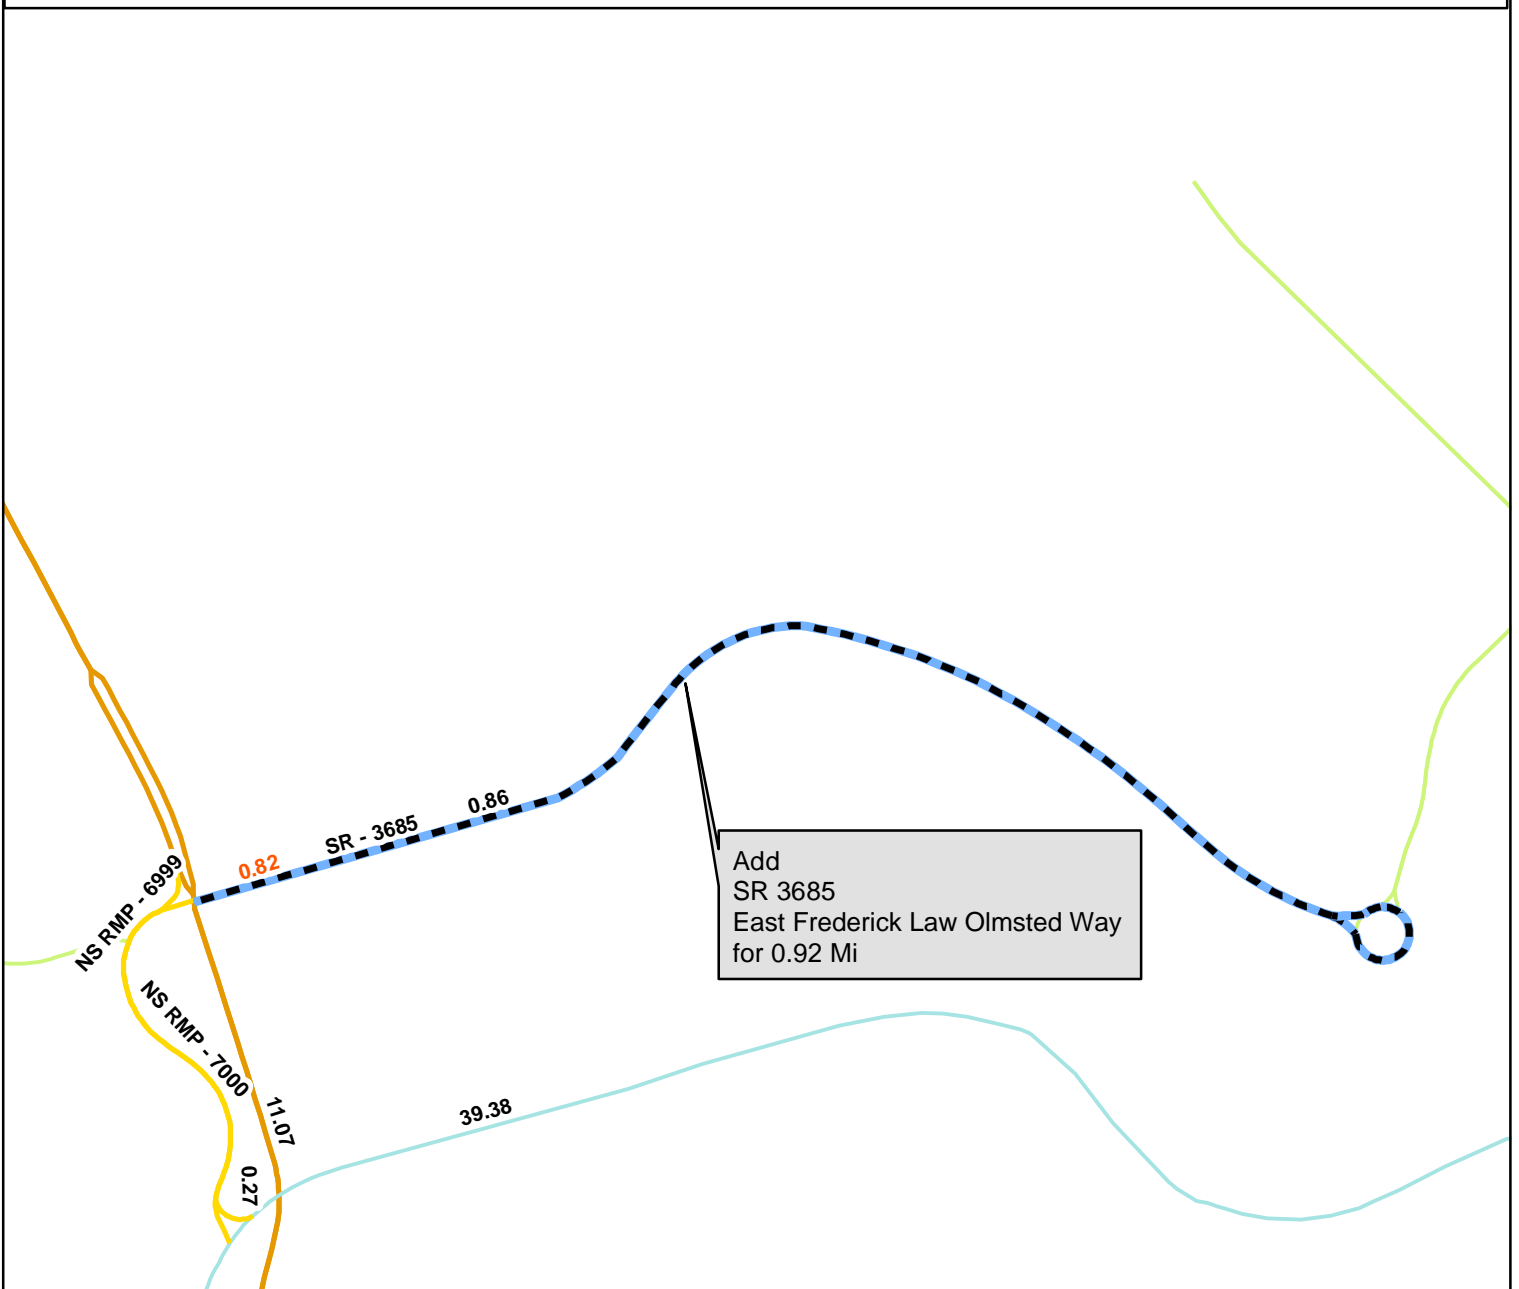 0.86
SR - 3685
0.82
NS RMP - 6999
Add
SR 3685
East Frederick Law Olmsted Way
for 0.92 Mi
NS RMP - 7000
11.07
39.38
0.27